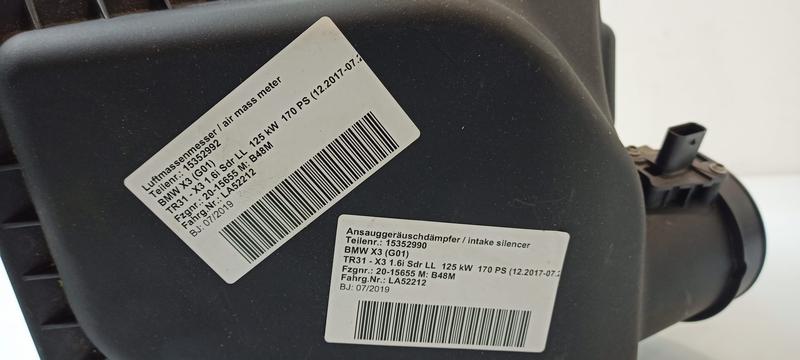 Luftmassenmesser / air mass meter
Teilenr.: 15352992
BMW X3 (G01)
TR31 - X3 1.6i Sdr LL 125 kW 170 PS (12.2017-07.2
Fzgnr.: 20-15655 M: B48M
Fahrg.Nr.: LA52212
BJ: 07/2019
Ansauggeräuschdämpfer / intake silencer
Teilenr.: 15352990
BMW X3 (G01)
TR31 - X3 1.6i Sdr LL 125 kW 170 PS (12.2017-07.2
Fzgnr.: 20-15655 M: B48M
Fahrg.Nr.: LA52212
BJ: 07/2019